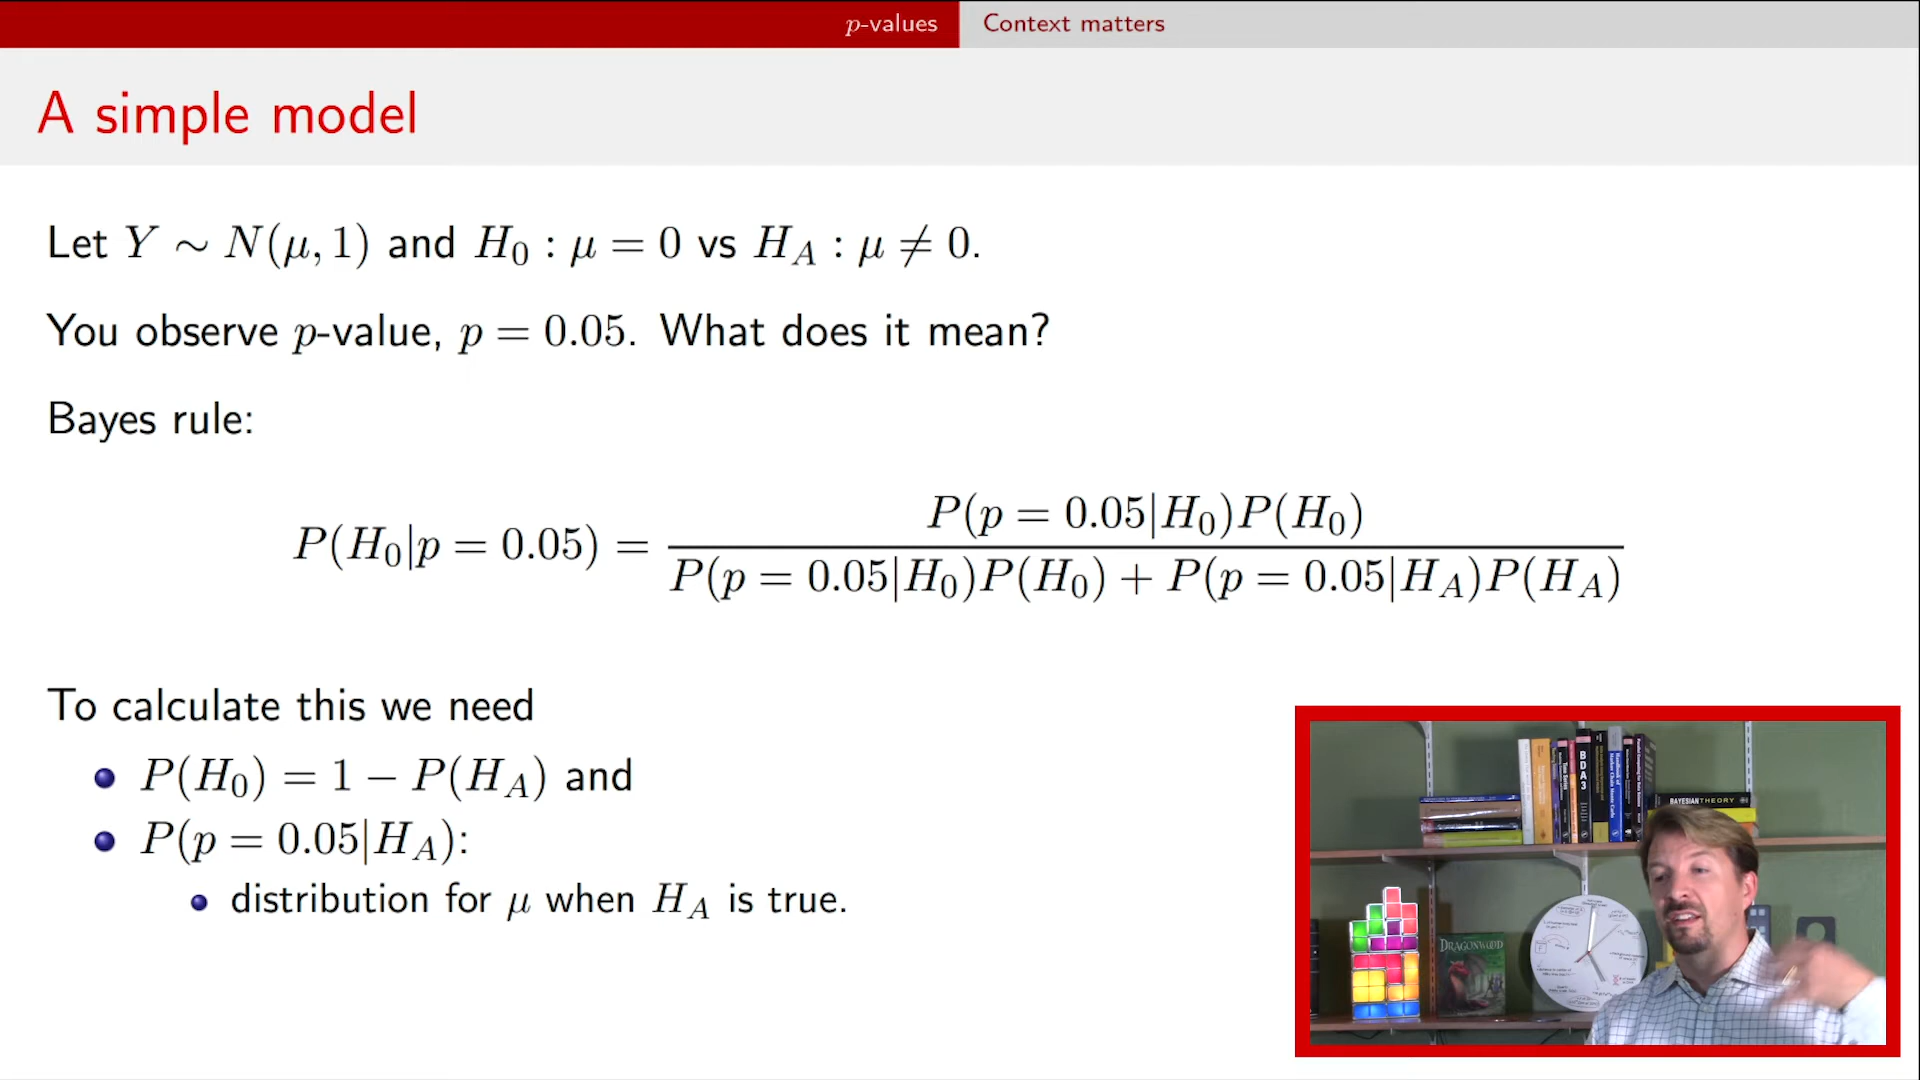 p-values
Context matters
A simple model
Let Y ∼ N(μ, 1) and H₀ : μ = 0 vs H_A : μ ≠ 0.
You observe p-value, p = 0.05. What does it mean?
Bayes rule:
P(H₀|p = 0.05) = P(p = 0.05|H₀)P(H₀) / P(p = 0.05|H₀)P(H₀) + P(p = 0.05|H_A)P(H_A)
To calculate this we need
P(H₀) = 1 − P(H_A) and
P(p = 0.05|H_A):
distribution for μ when H_A is true.
BDA3
BAYESIAN THEORY
DRAGONWOOD